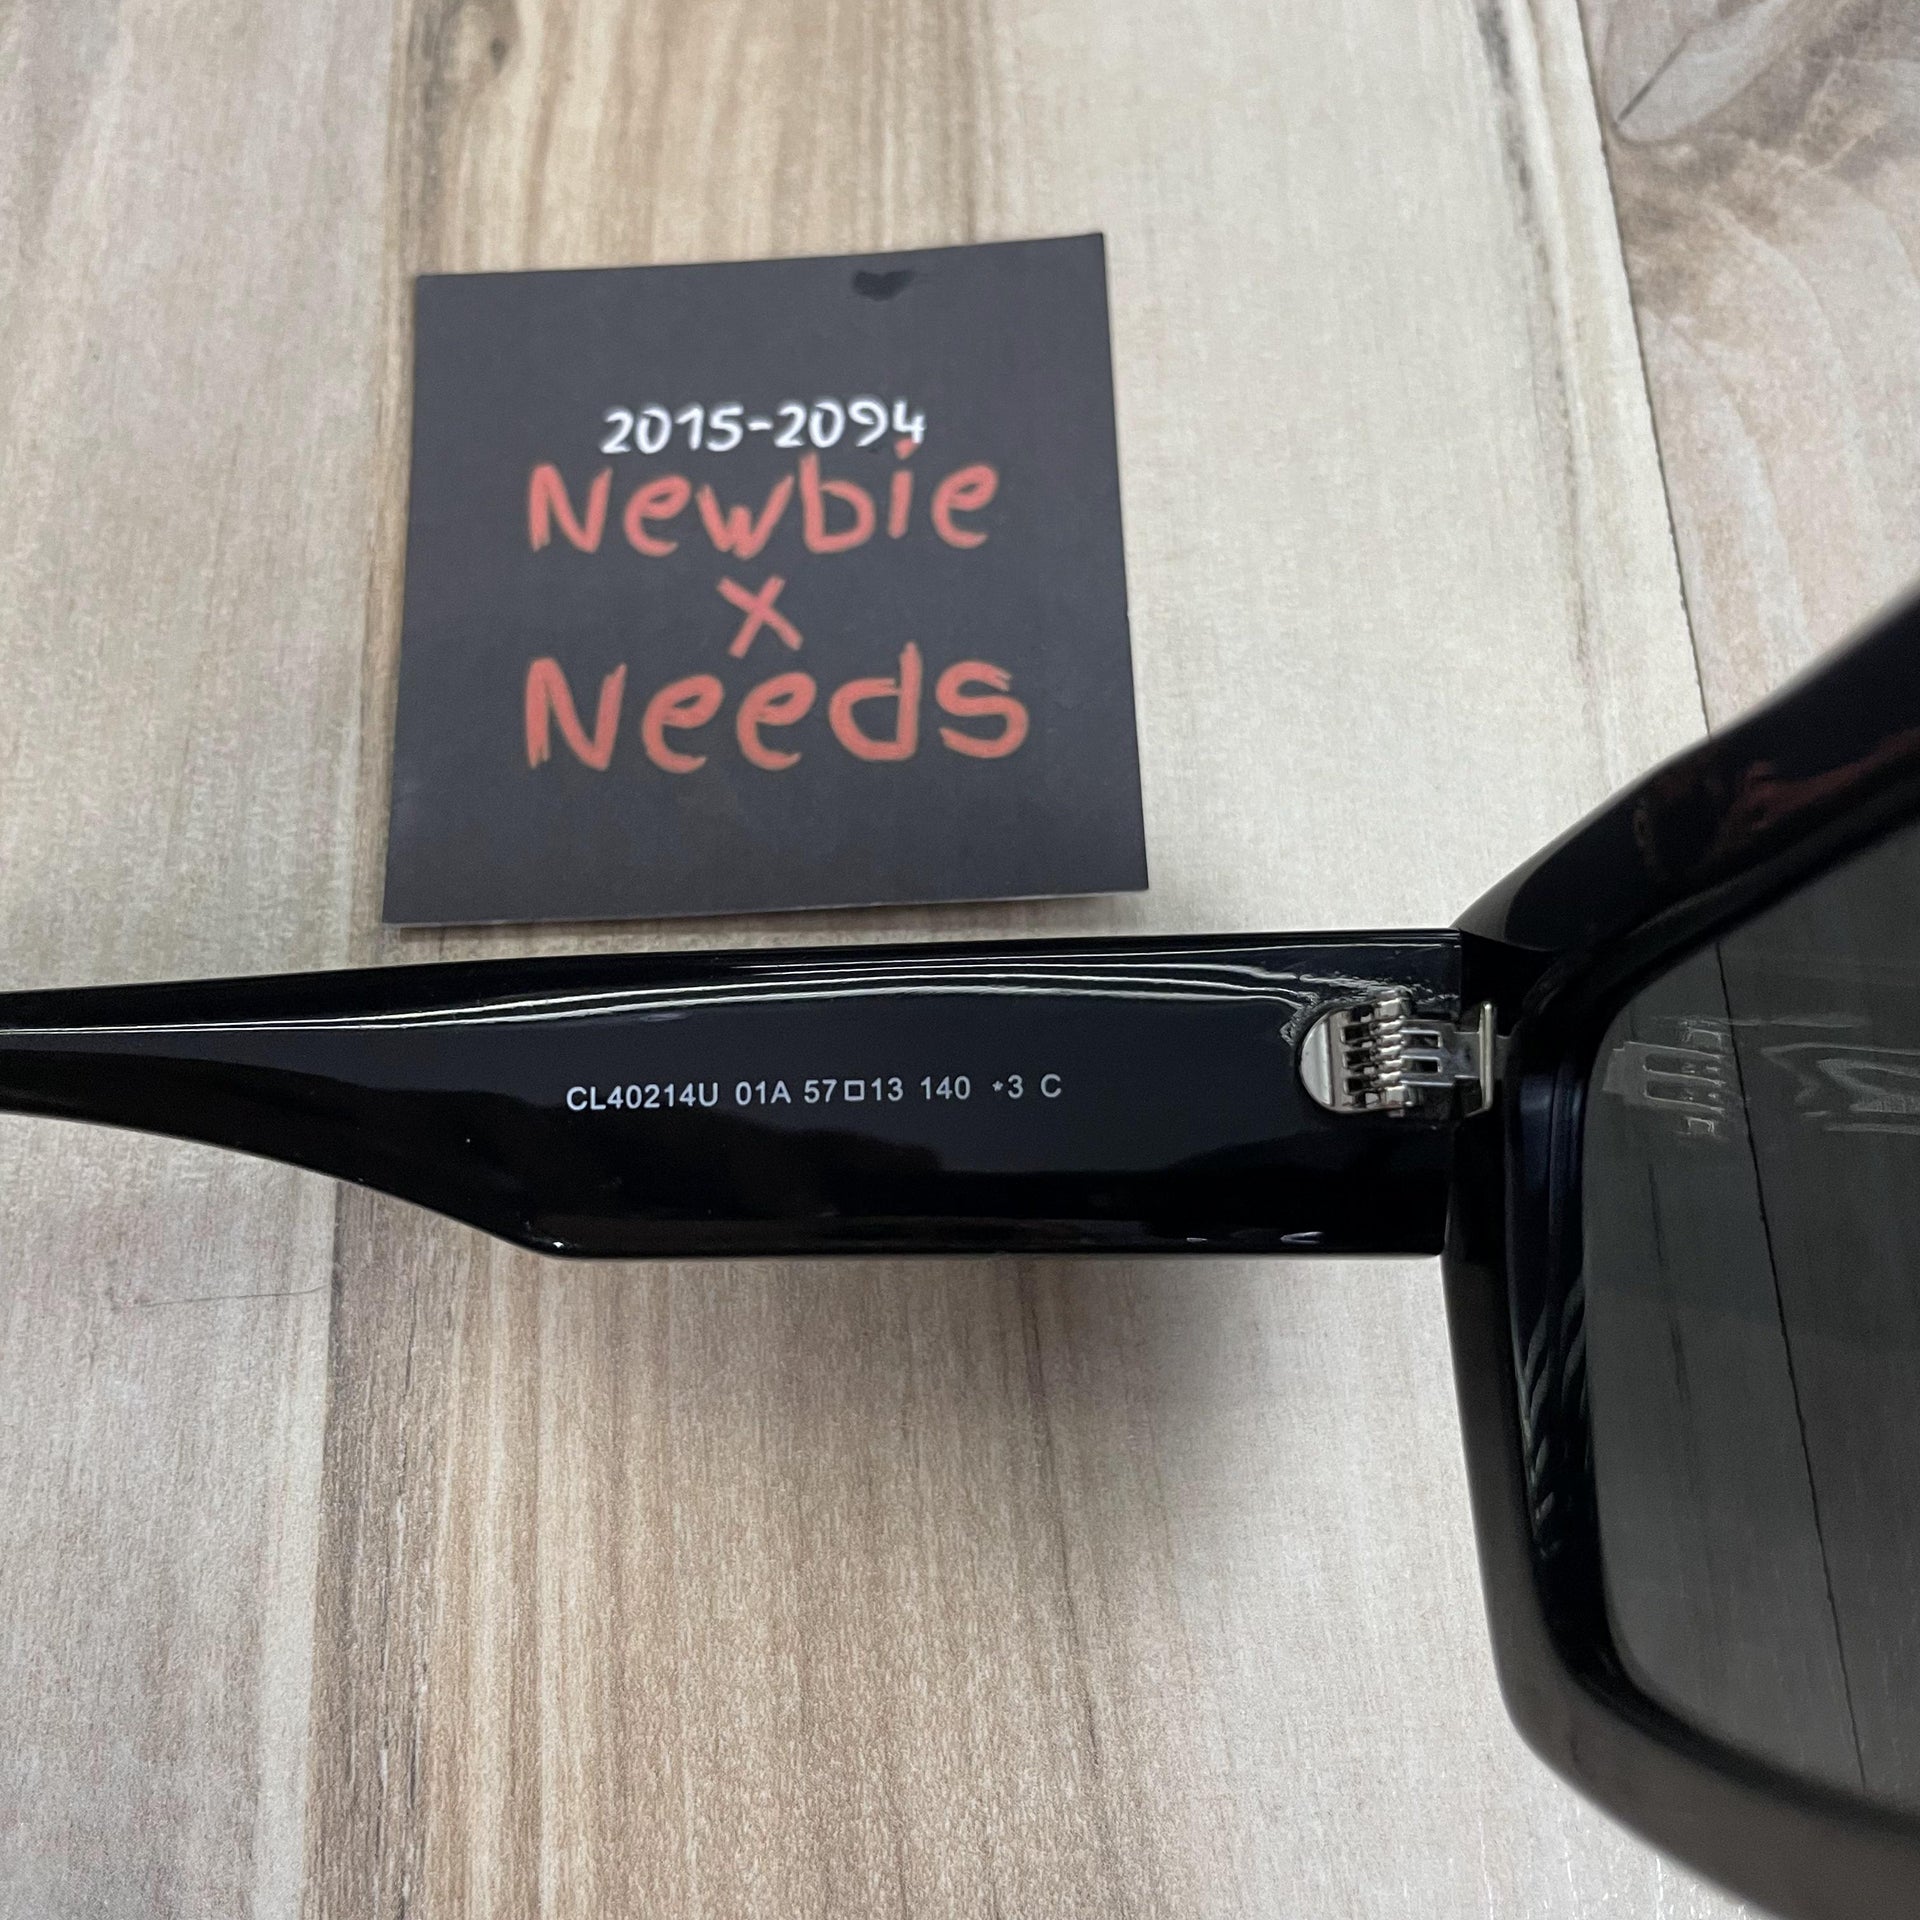 2015-2094
Newbie
x
Needs
CL40214U 01A 57□13 140 *3 C